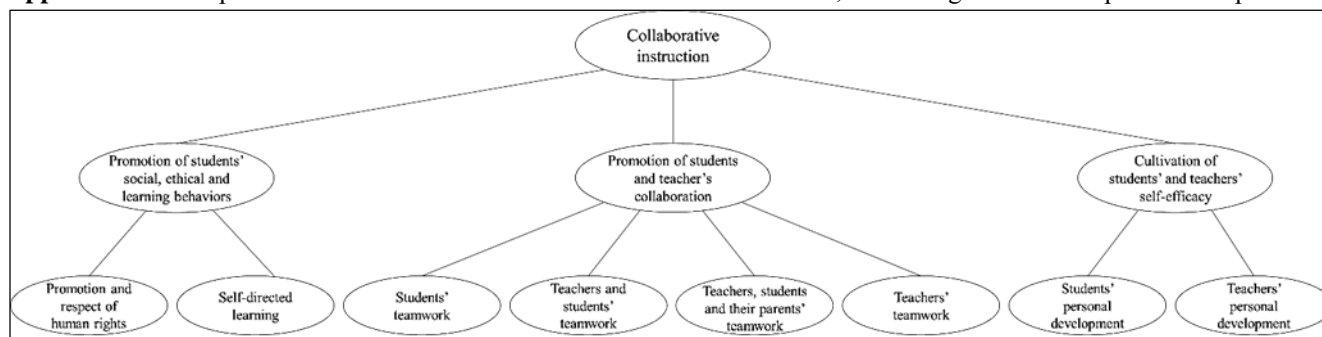 Collaborative
instruction
Promotion of students'
social, ethical and
learning behaviors
Promotion of students
and teacher's
collaboration
Cultivation of
students' and teachers'
self-efficacy
Promotion and
respect of
human rights
Self-directed
learning
Students'
teamwork
Teachers and
students'
teamwork
Teachers, students
and their parents'
teamwork
Teachers'
teamwork
Students'
personal
development
Teachers'
personal
development